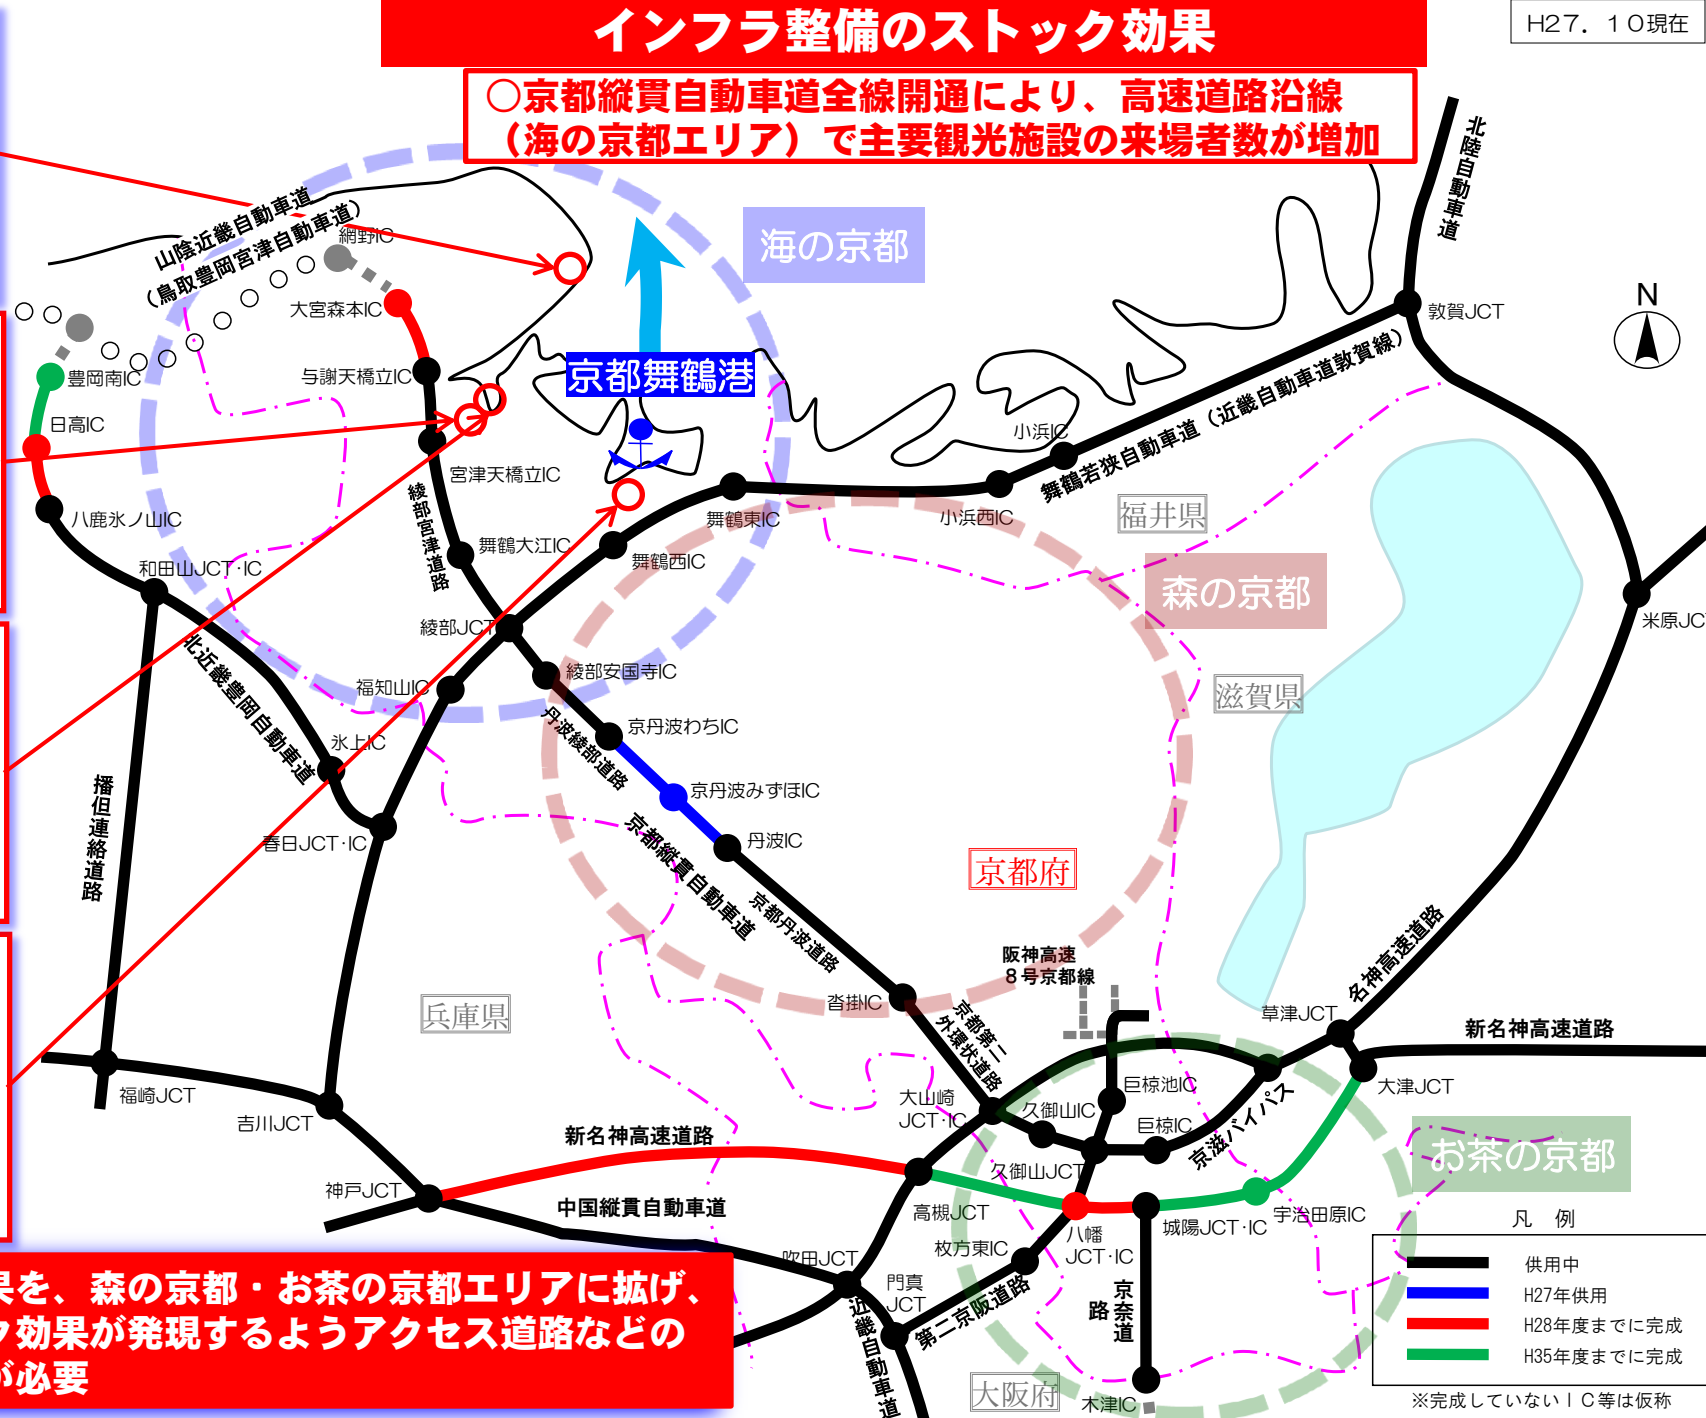 インフラ整備のストック効果
H27．１０現在
○京都縦貫自動車道全線開通により、高速道路沿線
（海の京都エリア）で主要観光施設の来場者数が増加
北陸自動車道
山陰近畿自動車道
（鳥取豊岡宮津自動車道）
網野IC
海の京都
大宮森本IC
敦賀JCT
N
豊岡南IC
与謝天橋立IC
京都舞鶴港
日高IC
小浜IC
舞鶴若狭自動車道（近畿自動車道敦賀線）
宮津天橋立IC
綾部宮津道路
八鹿氷ノ山IC
舞鶴東IC
小浜西IC
福井県
舞鶴大江IC
舞鶴西IC
和田山JCT・IC
森の京都
米原JCT
綾部JCT
北近畿豊岡自動車道
綾部安国寺IC
福知山IC
滋賀県
丹波綾部道路
京丹波わちIC
氷上IC
播但連絡道路
京丹波みずほIC
春日JCT・IC
京都縦貫自動車道
丹波IC
京都府
京都丹波道路
名神高速道路
阪神高速
８号京都線
兵庫県
沓掛IC
京都第二
外環状道路
草津JCT
新名神高速道路
福崎JCT
吉川JCT
大山崎
JCT・IC
久御山IC
巨椋池IC
巨椋IC
大津JCT
京滋バイパス
新名神高速道路
久御山JCT
お茶の京都
神戸JCT
中国縦貫自動車道
高槻JCT
城陽JCT・IC
宇治田原IC
八幡
JCT・IC
枚方東IC
吹田JCT
門真
JCT
近畿自動車道
第二京阪道路
京奈道路
大阪府
木津IC
凡　例
供用中
H27年供用
H28年度までに完成
H35年度までに完成
※完成していないＩＣ等は仮称
果を、森の京都・お茶の京都エリアに拡げ、
ク効果が発現するようアクセス道路などの
が必要